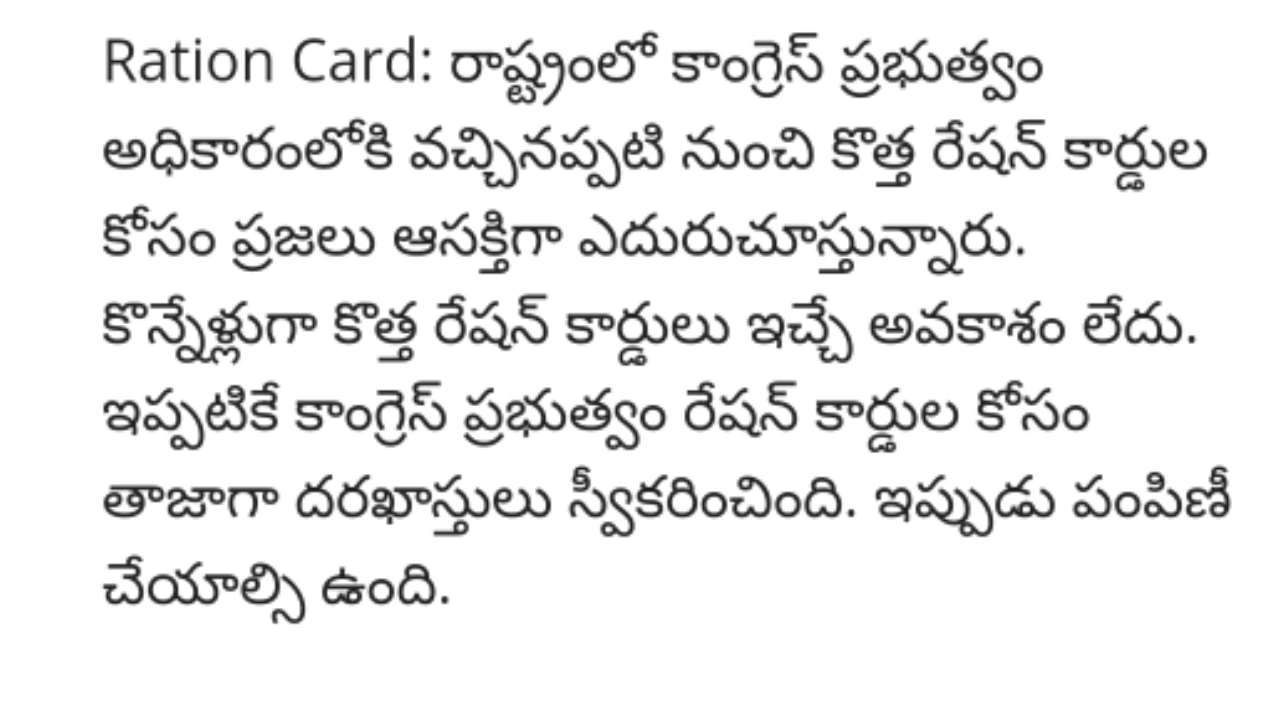 Ration Card: రాష్ట్రంలో కాంగ్రెస్ ప్రభుత్వం
అధికారంలోకి వచ్చినప్పటి నుంచి కొత్త రేషన్ కార్డుల
కోసం ప్రజలు ఆసక్తిగా ఎదురుచూస్తున్నారు.
కొన్నేళ్లుగా కొత్త రేషన్ కార్డులు ఇచ్చే అవకాశం లేదు.
ఇప్పటికే కాంగ్రెస్ ప్రభుత్వం రేషన్ కార్డుల కోసం
తాజాగా దరఖాస్తులు స్వీకరించింది. ఇప్పుడు పంపిణీ
చేయాల్సి ఉంది.